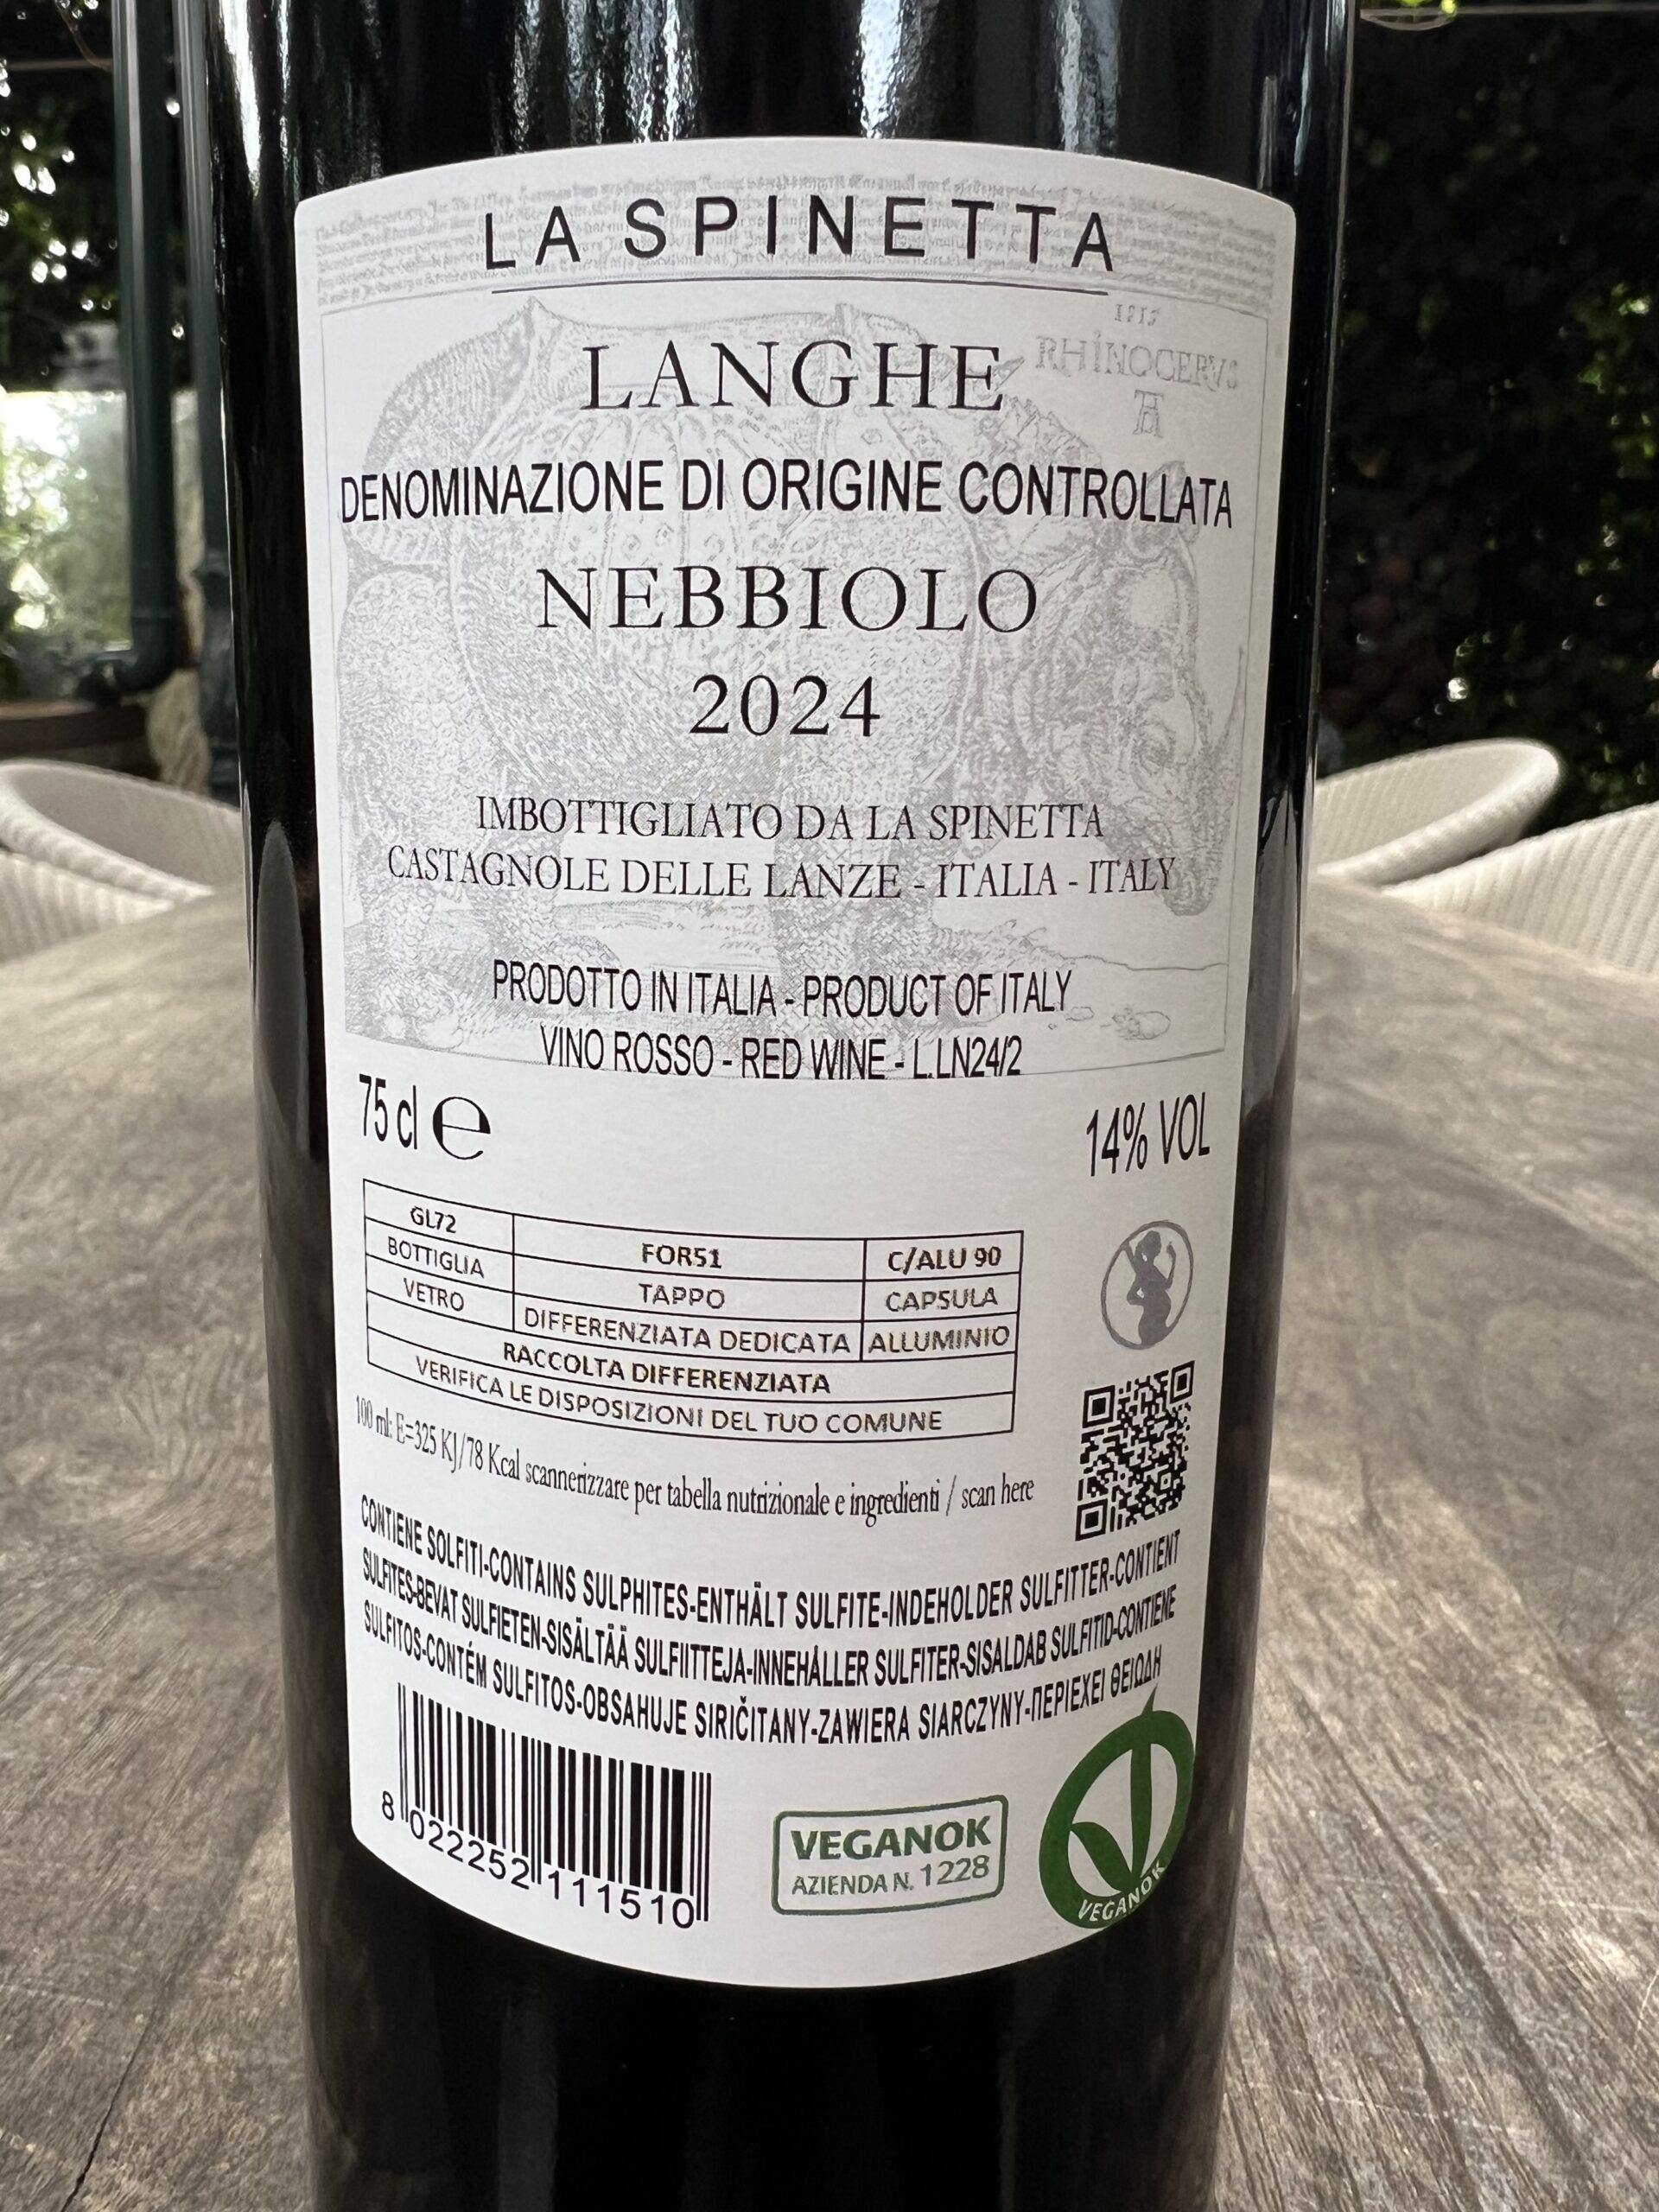 LA SPINETTA
1515
RHINOCERVS
LANGHE
DENOMINAZIONE DI ORIGINE CONTROLLATA
NEBBIOLO
2024
IMBOTTIGLIATO DA LA SPINETTA
CASTAGNOLE DELLE LANZE - ITALIA - ITALY
PRODOTTO IN ITALIA - PRODUCT OF ITALY
VINO ROSSO - RED WINE - L.LN24/2
75 cl e
14% VOL
GL72 FOR51 C/ALU 90
BOTTIGLIA TAPPO CAPSULA
VETRO DIFFERENZIATA DEDICATA ALLUMINIO
RACCOLTA DIFFERENZIATA
VERIFICA LE DISPOSIZIONI DEL TUO COMUNE
100 ml: E=325 KJ/78 Kcal scannerizzare per tabella nutrizionale e ingredienti / scan here
CONTIENE SOLFITI-CONTAINS SULPHITES-ENTHÄLT SULFITE-INDEHOLDER SULFITTER-CONTIENT
SULFITES-BEVAT SULFIETEN-SISÄLTÄÄ SULFIITTEJA-INNEHÅLLER SULFITER-SISALDAB SULFITID-CONTIENE
SULFITOS-CONTÉM SULFITOS-OBSAHUJE SIRIČITANY-ZAWIERA SIARCZYNY-ΠΕΡΙΕΧΕΙ ΘΕΙΩΔΗ
8 022252 111510
VEGANOK
AZIENDA N. 1228
VEGANOK